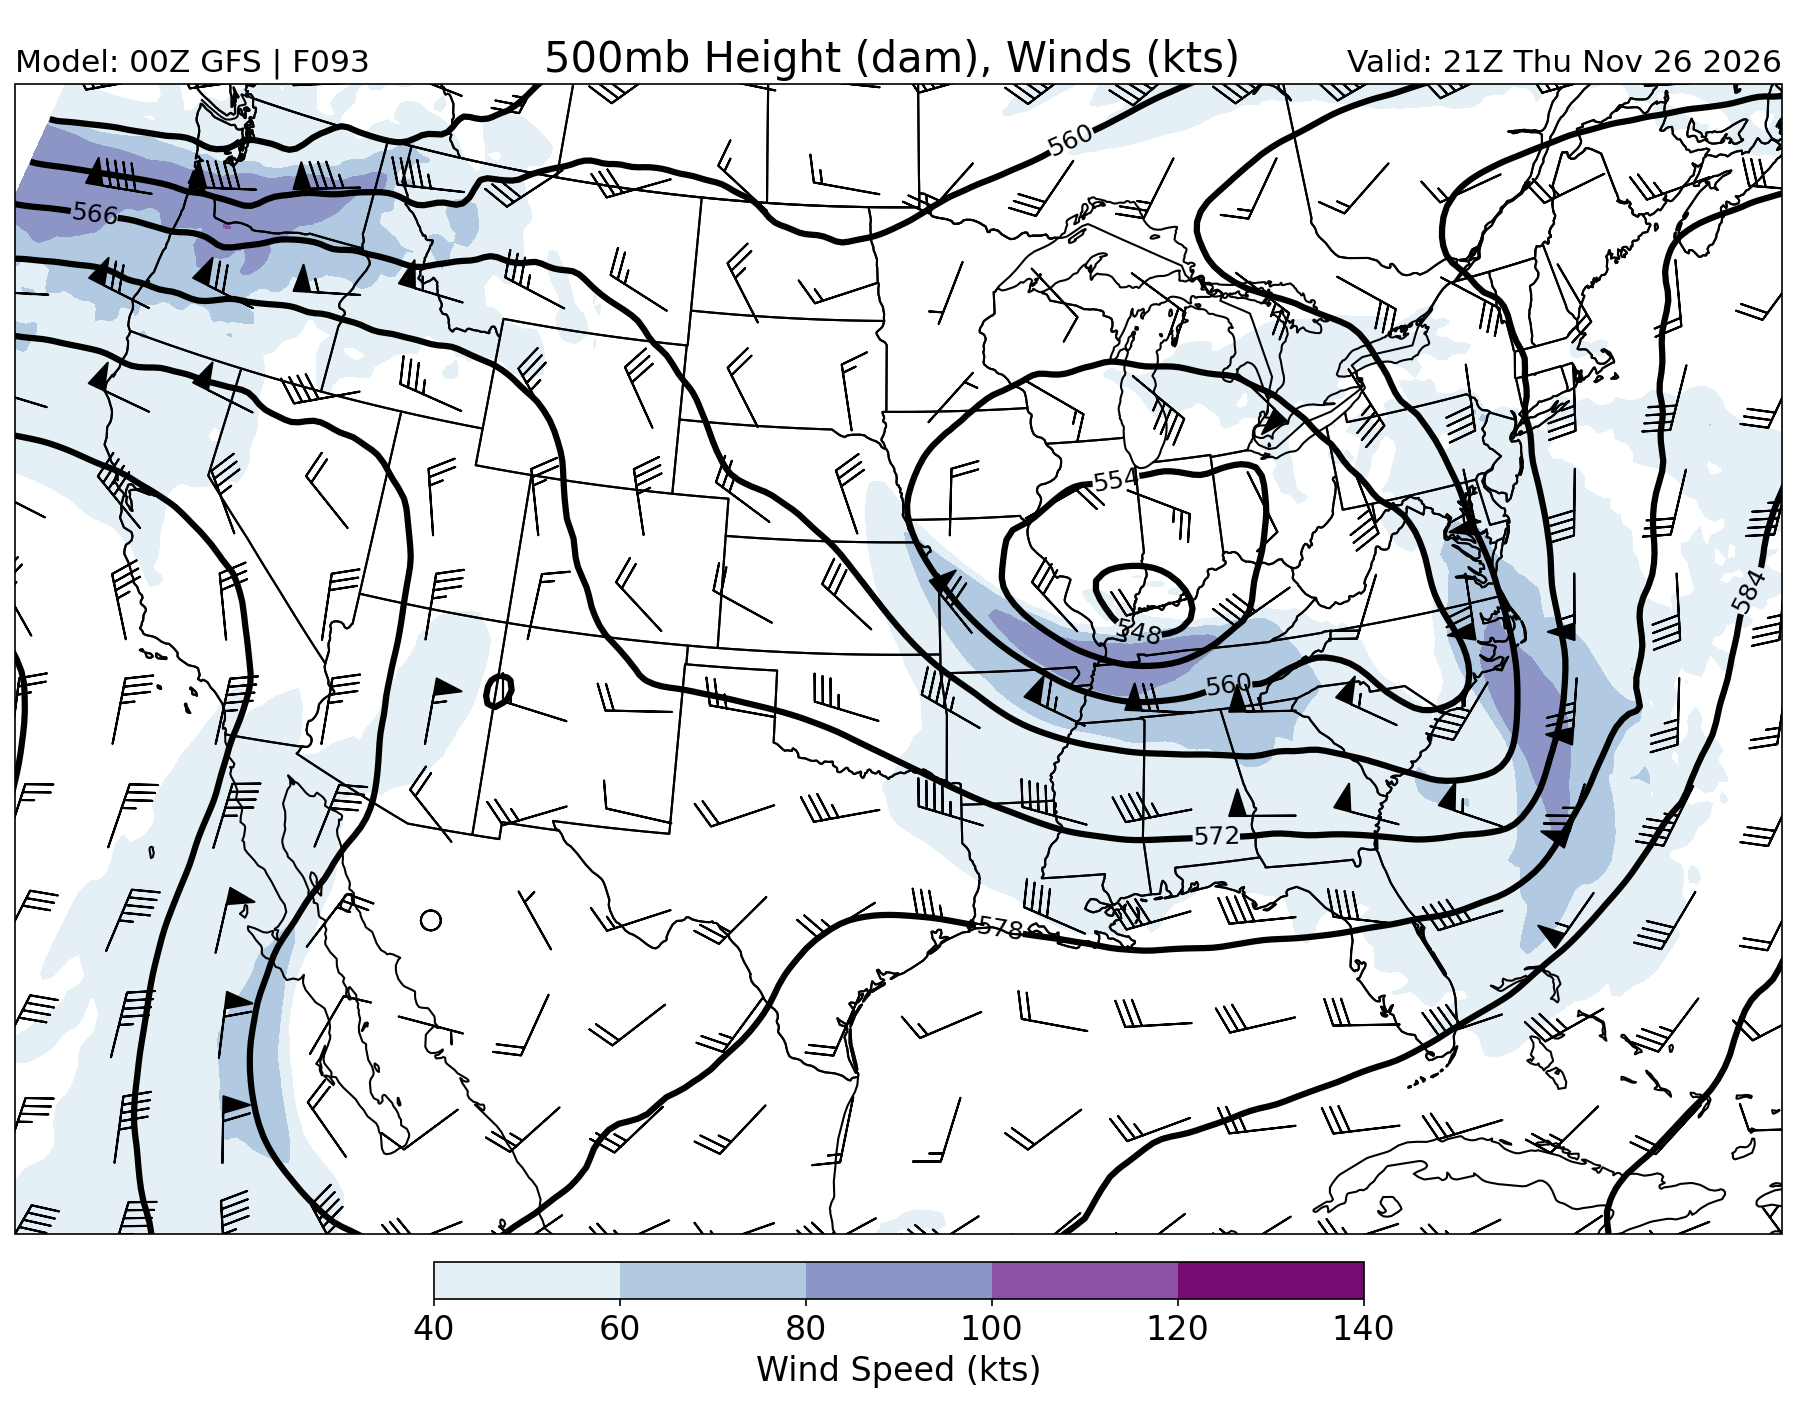 Model: 00Z GFS | F093
500mb Height (dam), Winds (kts)
Valid: 21Z Thu Nov 26 2026
560
566
554
584
548
560
572
578
40 60 80 100 120 140
Wind Speed (kts)